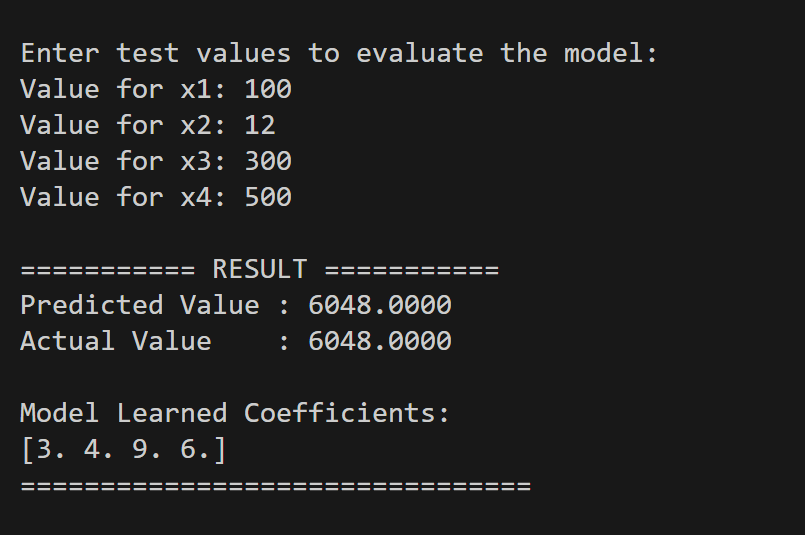 Enter test values to evaluate the model:
Value for x1: 100
Value for x2: 12
Value for x3: 300
Value for x4: 500
=========== RESULT ===========
Predicted Value : 6048.0000
Actual Value    : 6048.0000
Model Learned Coefficients:
[3. 4. 9. 6.]
================================